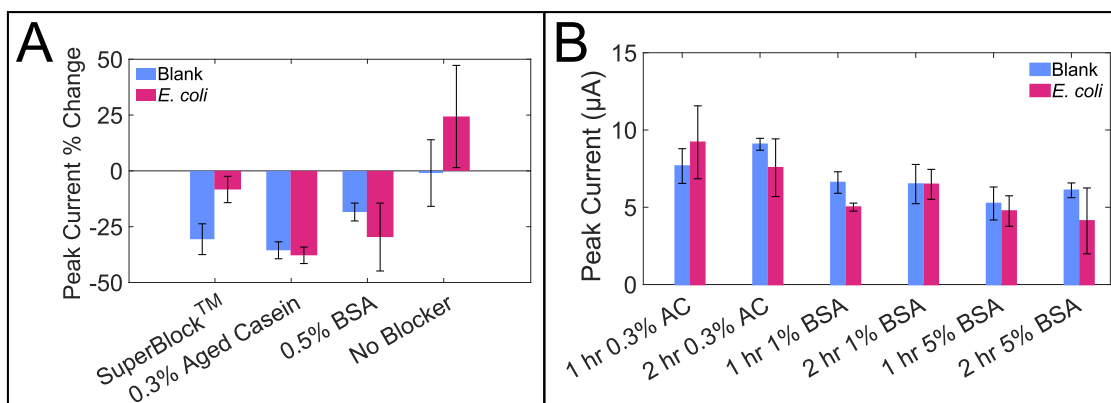 A
Peak Current % Change
50
25
0
-25
-50
Blank
E. coli
SuperBlock™
0.3% Aged Casein
0.5% BSA
No Blocker
B
Peak Current (µA)
15
10
5
0
Blank
E. coli
1 hr 0.3% AC
2 hr 0.3% AC
1 hr 1% BSA
2 hr 1% BSA
1 hr 5% BSA
2 hr 5% BSA